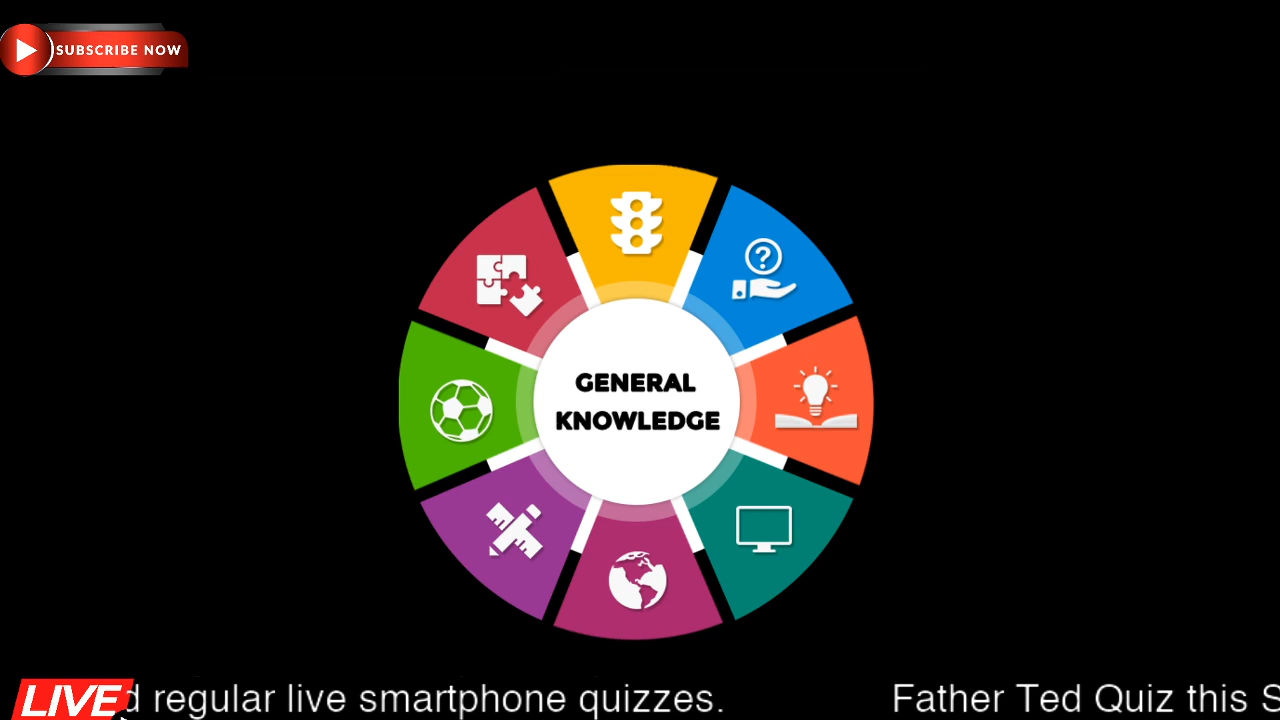 SUBSCRIBE NOW
GENERAL
KNOWLEDGE
?
LIVE
d regular live smartphone quizzes. Father Ted Quiz this S